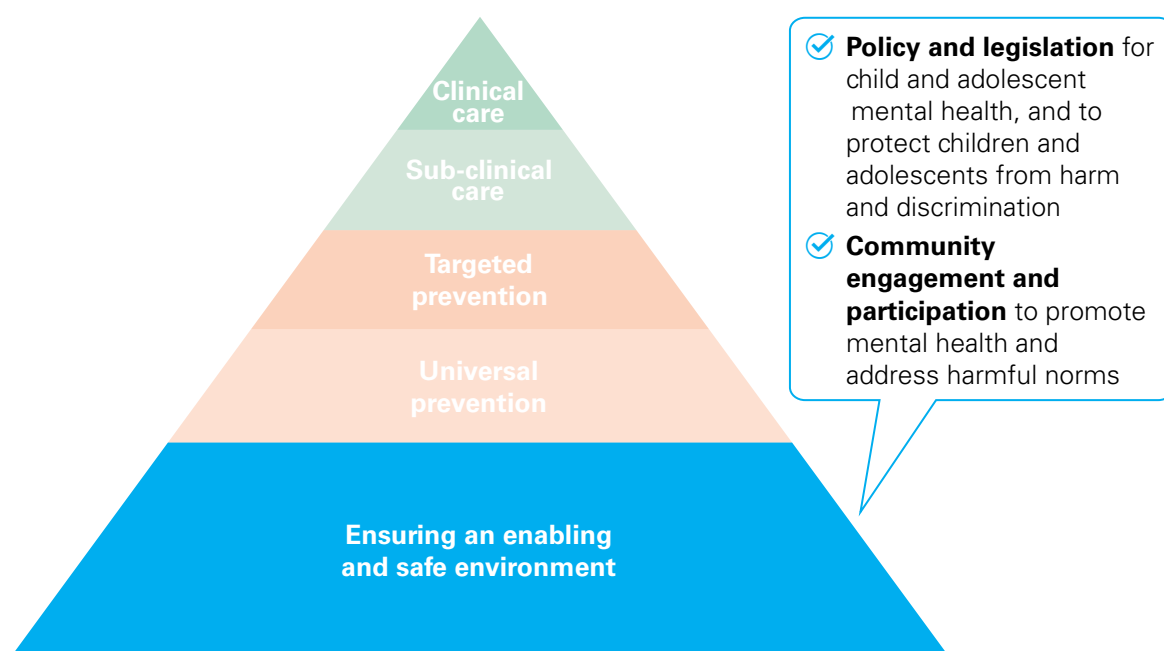 Clinical
care
Sub-clinical
care
Targeted
prevention
Universal
prevention
Ensuring an enabling
and safe environment
Policy and legislation for
child and adolescent
mental health, and to
protect children and
adolescents from harm
and discrimination
Community
engagement and
participation to promote
mental health and
address harmful norms